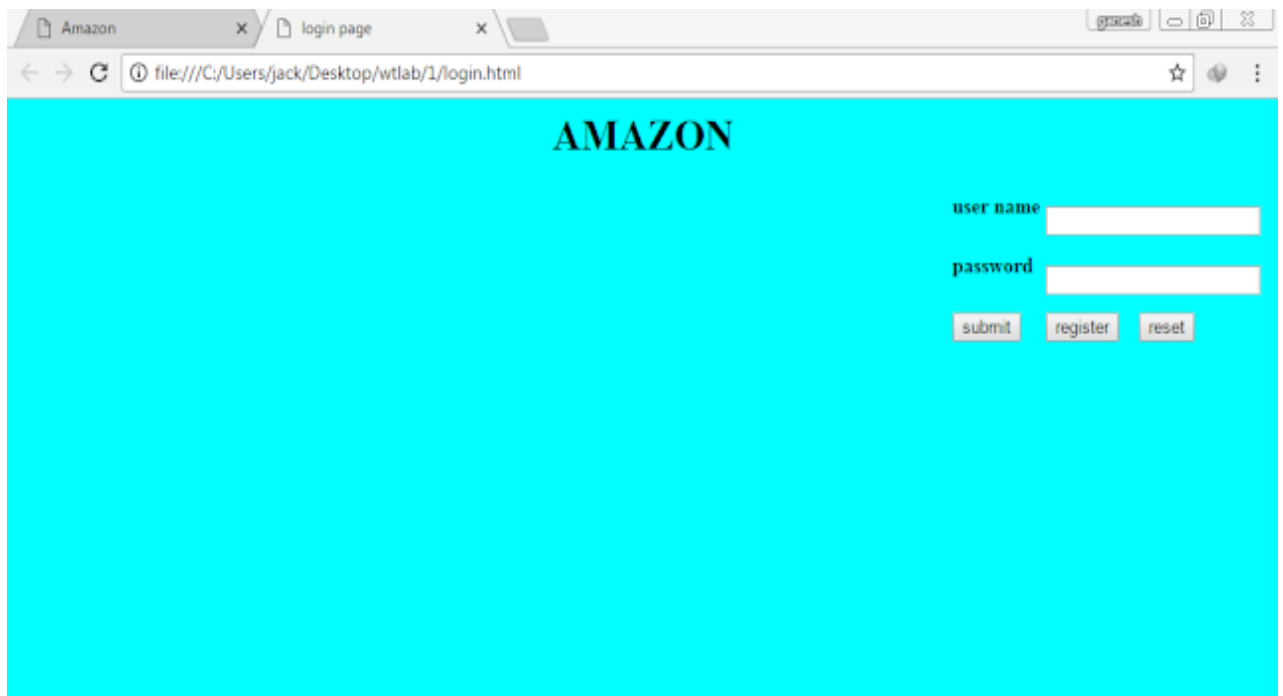 Amazon login page
file:///C:/Users/jack/Desktop/wtlab/1/login.html
AMAZON
user name
password
submit register reset